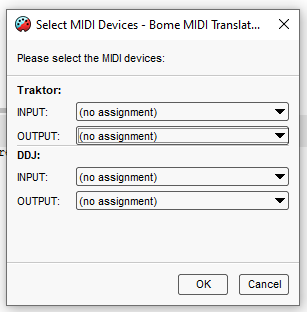 Select MIDI Devices - Bome MIDI Translat...
Please select the MIDI devices:
Traktor:
INPUT: (no assignment)
OUTPUT: (no assignment)
DDJ:
INPUT: (no assignment)
OUTPUT: (no assignment)
OK Cancel